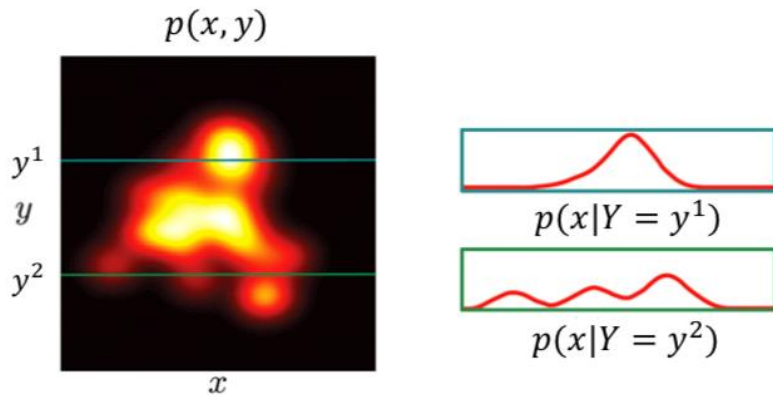 p(x, y)
y¹
y
y²
x
p(x|Y = y¹)
p(x|Y = y²)